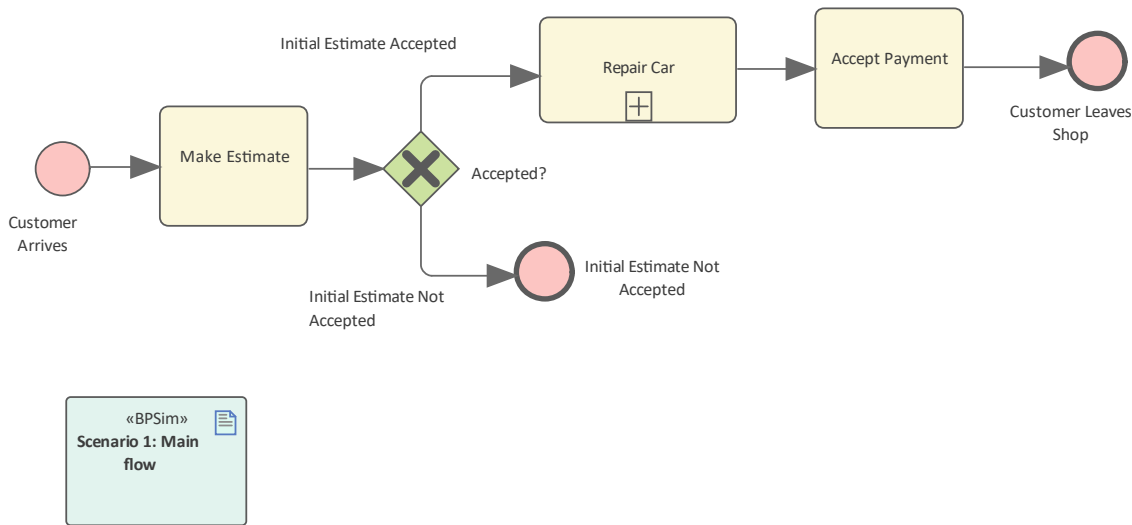 Initial Estimate Accepted
Repair Car
Accept Payment
Customer Leaves
Shop
Make Estimate
Accepted?
Customer
Arrives
Initial Estimate Not
Accepted
Initial Estimate Not
Accepted
«BPSim»
Scenario 1: Main
flow